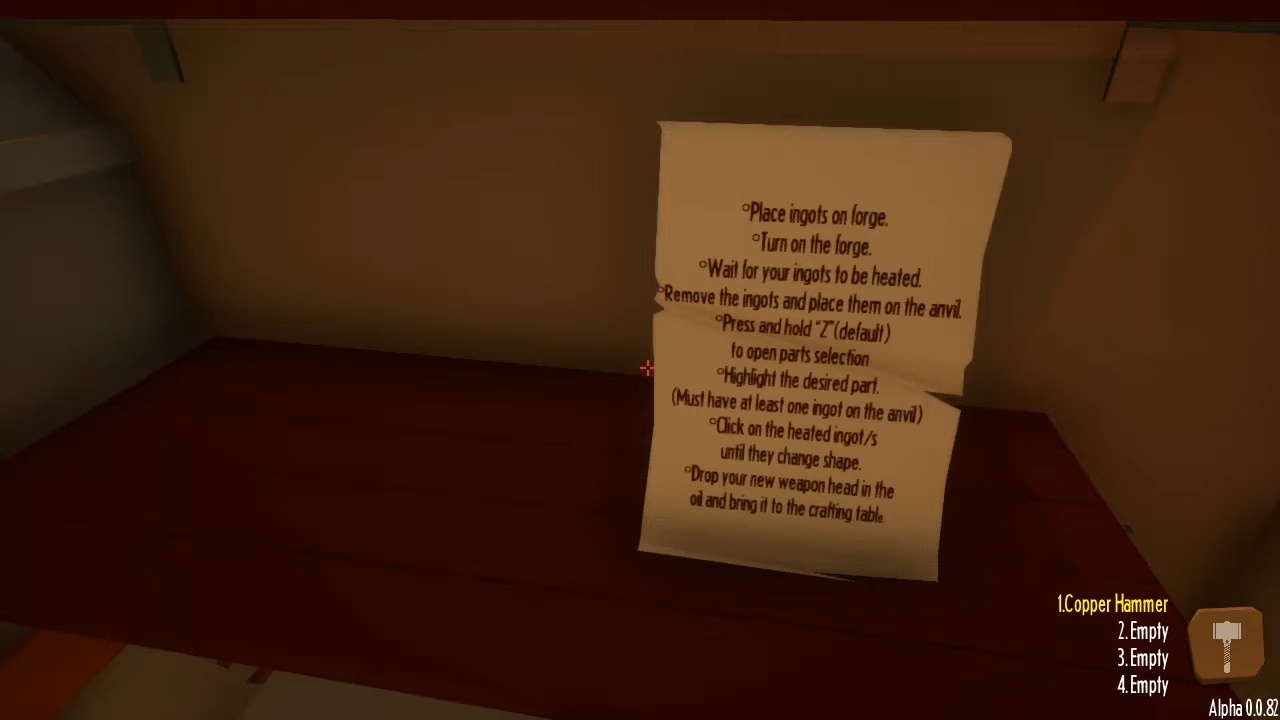 °Place ingots on forge.
°Turn on the forge.
°Wait for your ingots to be heated.
°Remove the ingots and place them on the anvil.
°Press and hold "Z"(default)
to open parts selection
°Highlight the desired part.
(Must have at least one ingot on the anvil)
°Click on the heated ingot/s
until they change shape.
°Drop your new weapon head in the
oil and bring it to the crafting table.
1.Copper Hammer
2.Empty
3.Empty
4.Empty
Alpha 0.0.82